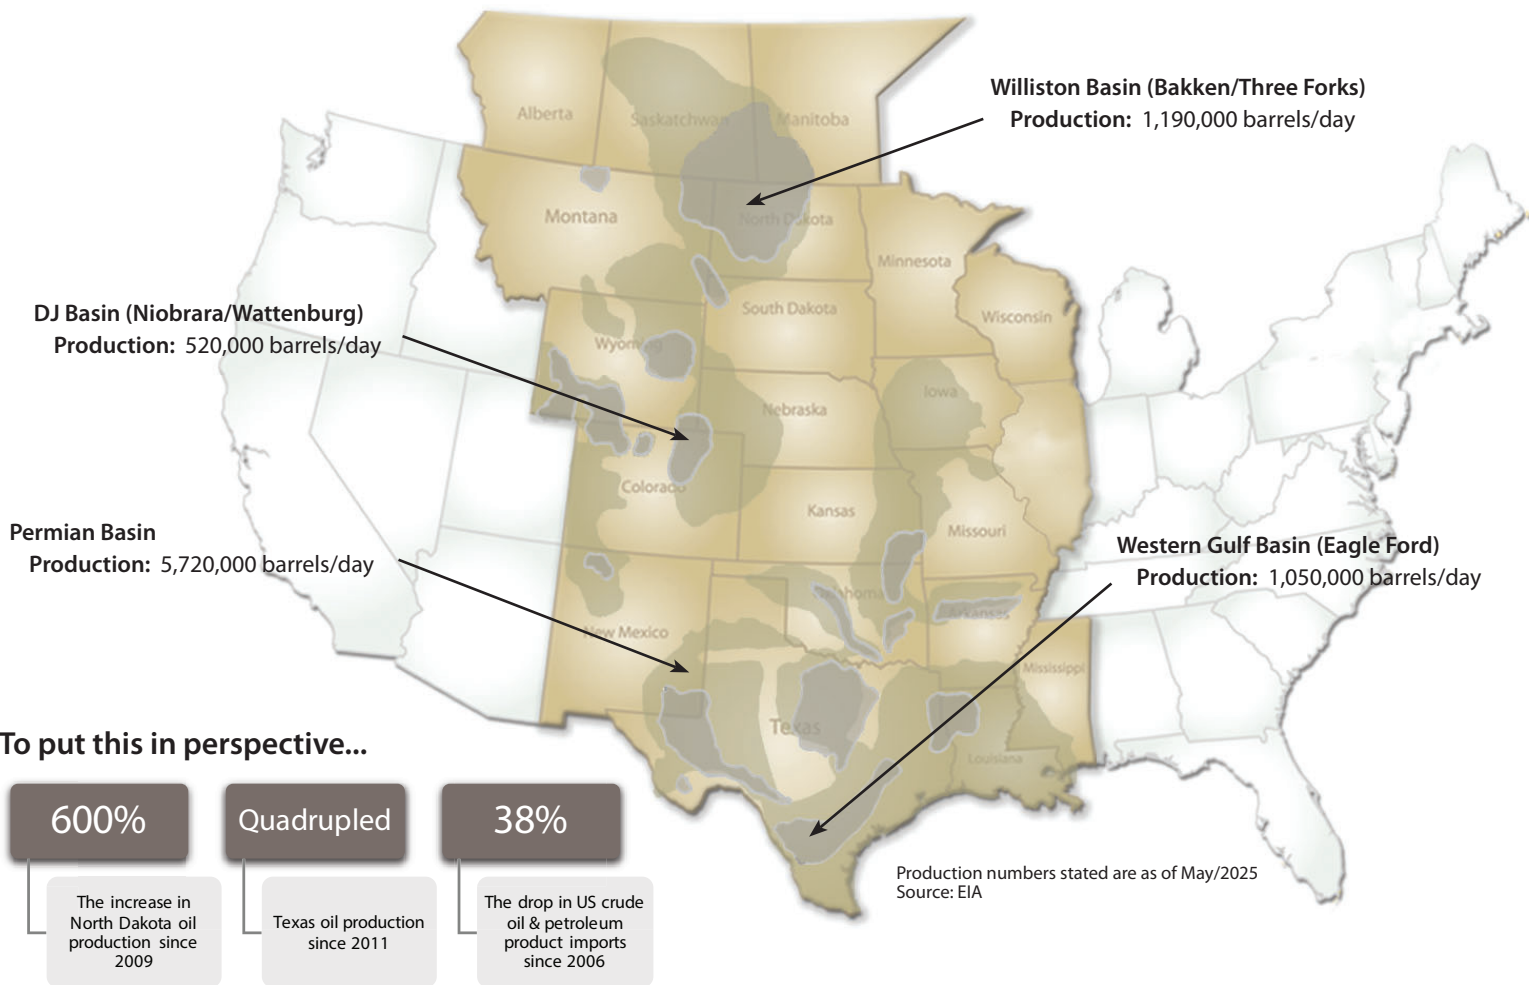 Williston Basin (Bakken/Three Forks)
Production: 1,190,000 barrels/day
Alberta
Saskatchwan
Manitoba
Montana
North Dakota
Minnesota
DJ Basin (Niobrara/Wattenburg)
Production: 520,000 barrels/day
South Dakota
Wisconsin
Wyoming
Nebraska
Iowa
Colorado
Kansas
Missouri
Permian Basin
Production: 5,720,000 barrels/day
Western Gulf Basin (Eagle Ford)
Production: 1,050,000 barrels/day
Oklahoma
Arkansas
New Mexico
Mississippi
Texas
Louisiana
To put this in perspective...
600%
The increase in
North Dakota oil
production since
2009
Quadrupled
Texas oil production
since 2011
38%
The drop in US crude
oil & petroleum
product imports
since 2006
Production numbers stated are as of May/2025
Source: EIA